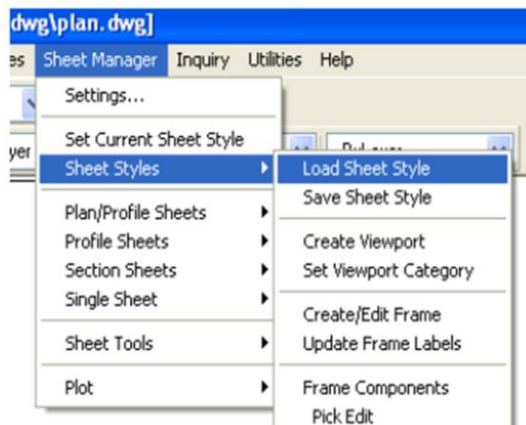 dwg\plan.dwg]
es Sheet Manager Inquiry Utilities Help
Settings...
Set Current Sheet Style
yer
Sheet Styles
Load Sheet Style
Save Sheet Style
Plan/Profile Sheets
Create Viewport
Profile Sheets
Section Sheets
Set Viewport Category
Single Sheet
Create/Edit Frame
Sheet Tools
Update Frame Labels
Plot
Frame Components
Pick Edit